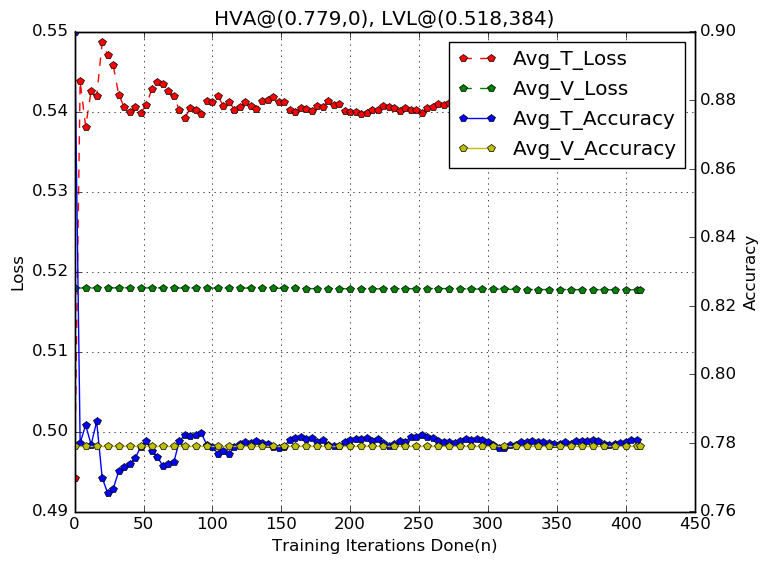 HVA@(0.779,0), LVL@(0.518,384)
0.55
0.54
0.53
0.52
0.51
0.50
0.49
Loss
0.90
0.88
0.86
0.84
0.82
0.80
0.78
0.76
Accuracy
Avg_T_Loss
Avg_V_Loss
Avg_T_Accuracy
Avg_V_Accuracy
0 50 100 150 200 250 300 350 400 450
Training Iterations Done(n)